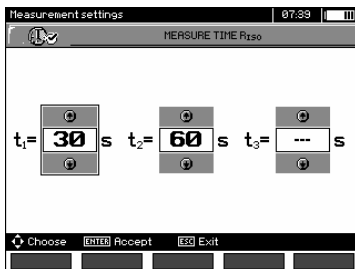 Measurement settings 07:39
MEASURE TIME RISO
t1= 30 s t2= 60 s t3= --- s
Choose ENTER Accept ESC Exit